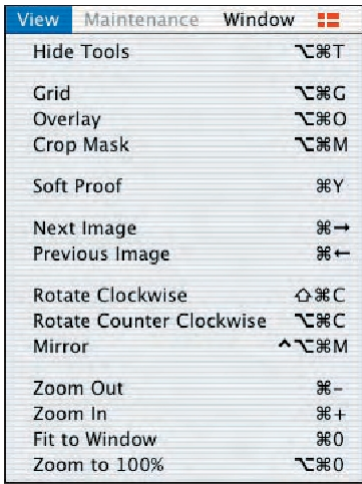 View Maintenance Window
Hide Tools ⌥⌘T
Grid ⌥⌘G
Overlay ⌥⌘O
Crop Mask ⌥⌘M
Soft Proof ⌘Y
Next Image ⌘→
Previous Image ⌘←
Rotate Clockwise ⇧⌘C
Rotate Counter Clockwise ⌥⌘C
Mirror ^⌥⌘M
Zoom Out ⌘-
Zoom In ⌘+
Fit to Window ⌘0
Zoom to 100% ⌥⌘0